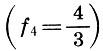 (f₄ = 4/3)